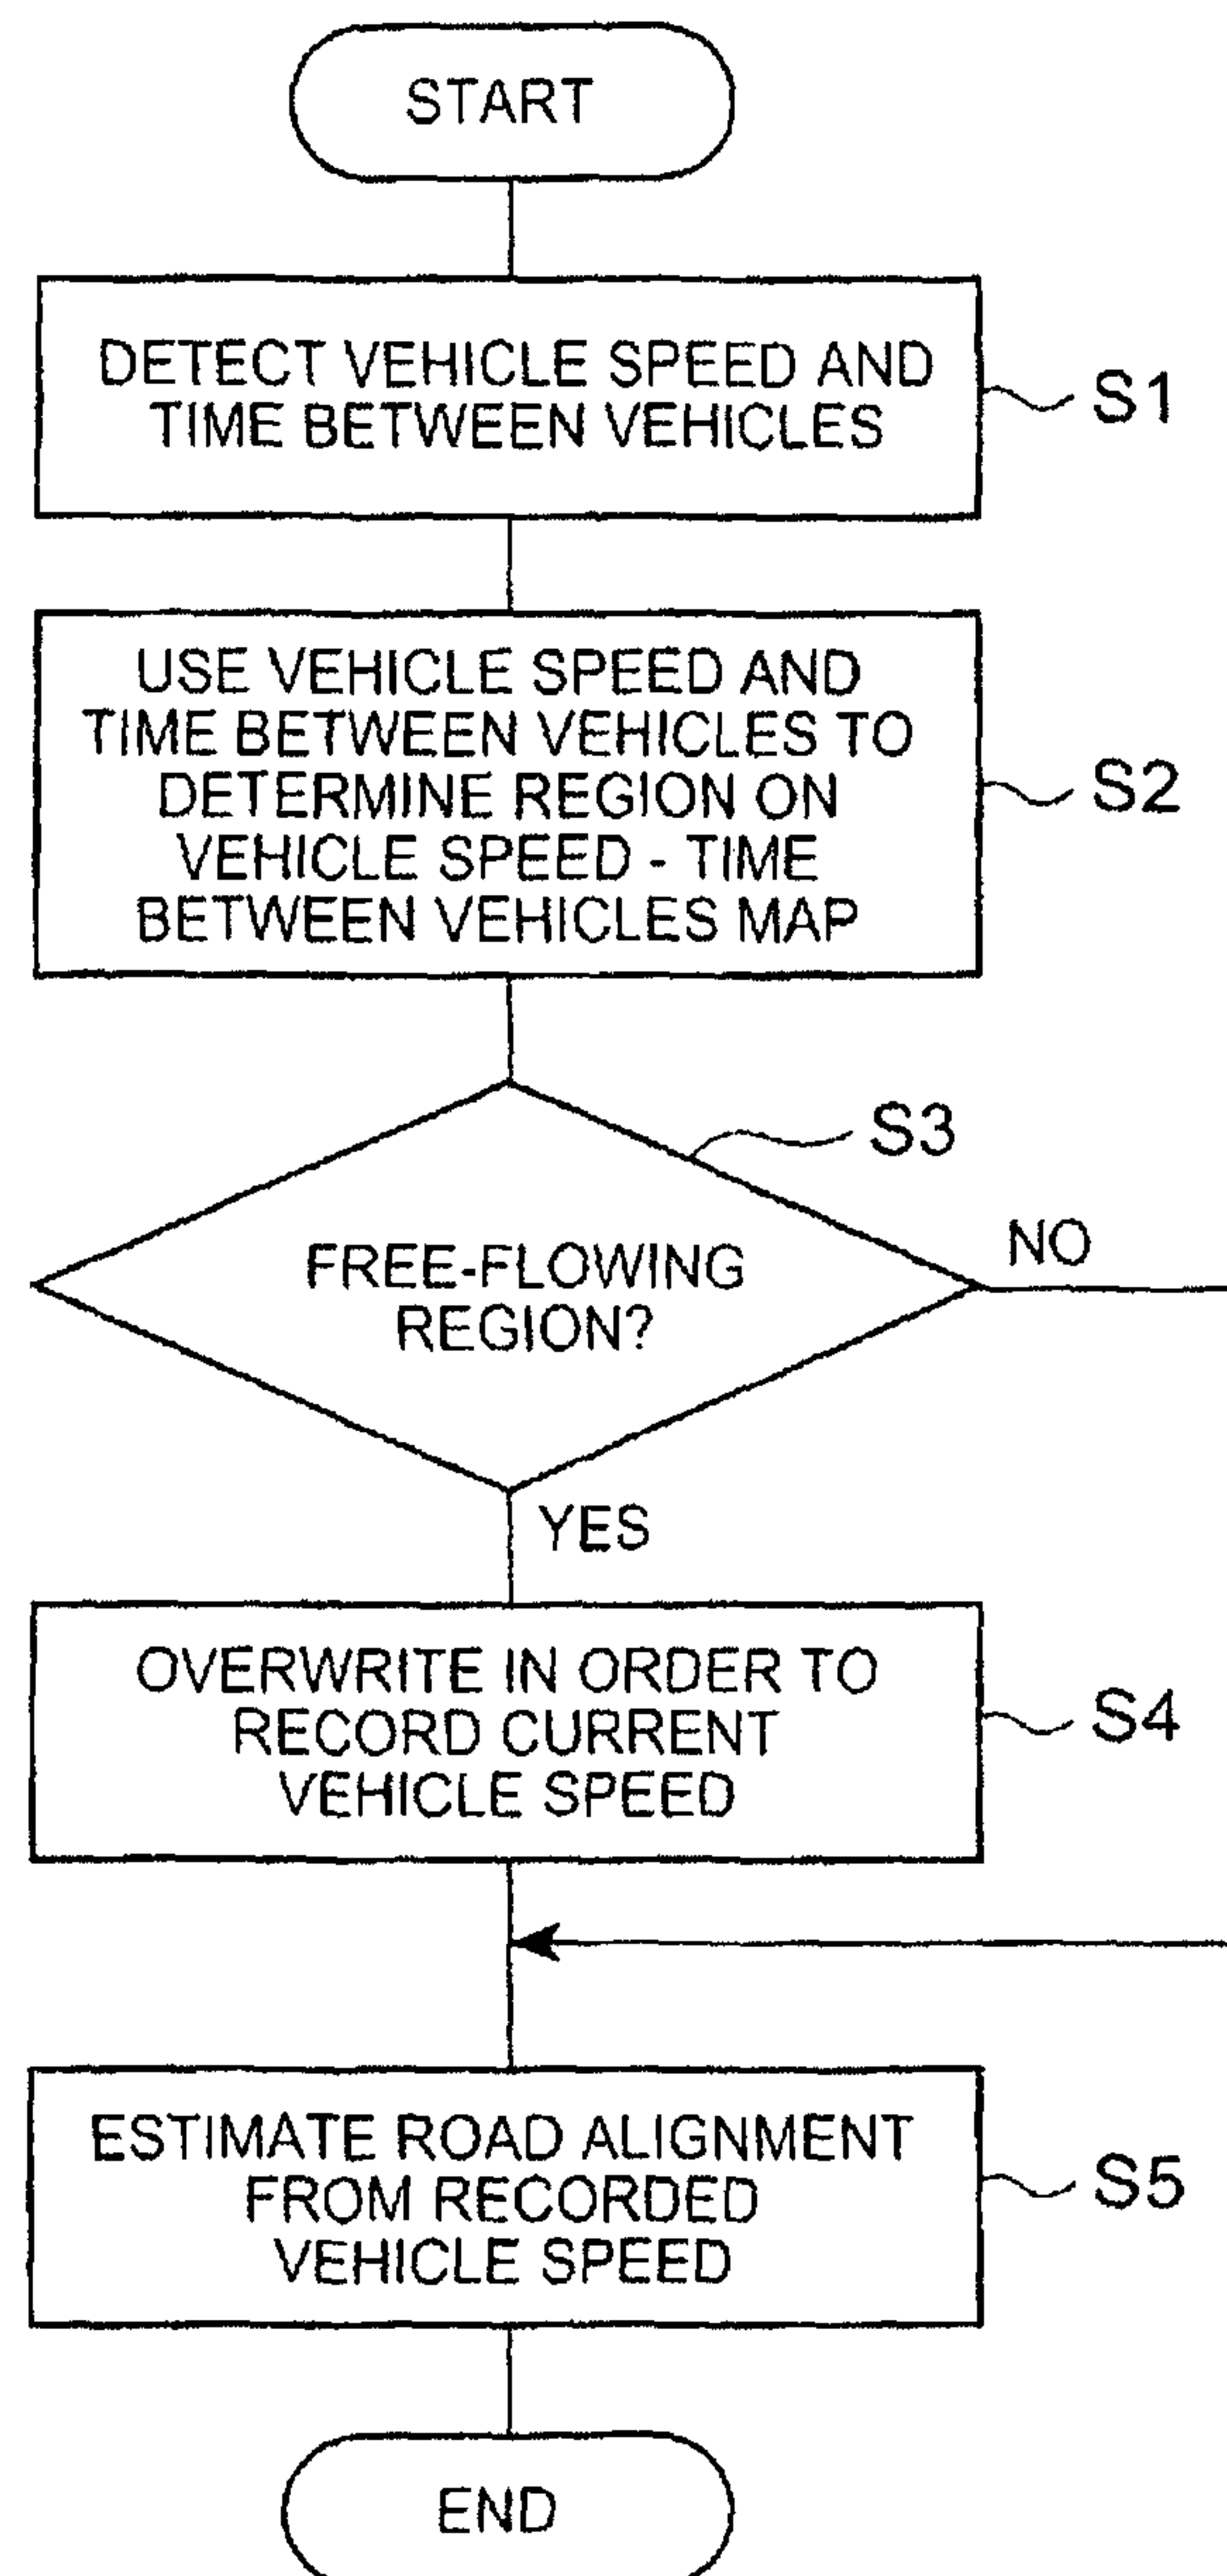 START
DETECT VEHICLE SPEED AND
TIME BETWEEN VEHICLES
S1
USE VEHICLE SPEED AND
TIME BETWEEN VEHICLES TO
DETERMINE REGION ON
VEHICLE SPEED - TIME
BETWEEN VEHICLES MAP
S2
S3
FREE-FLOWING
REGION?
NO
YES
OVERWRITE IN ORDER TO
RECORD CURRENT
VEHICLE SPEED
S4
ESTIMATE ROAD ALIGNMENT
FROM RECORDED
VEHICLE SPEED
S5
END